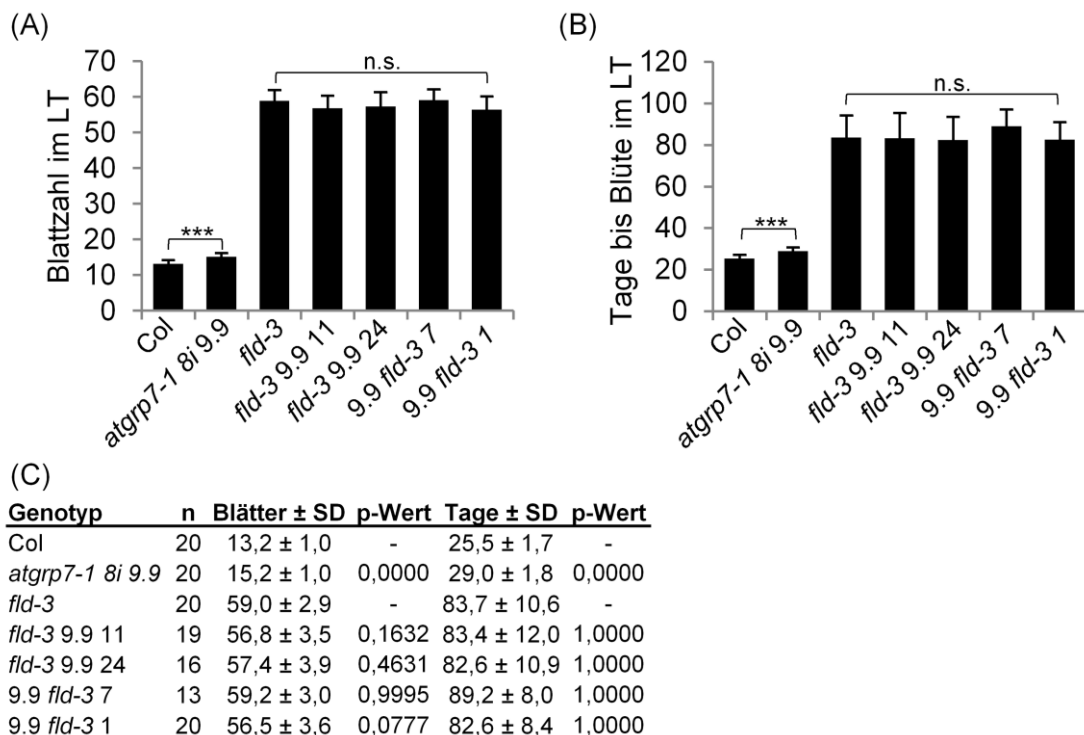 (A)
Blattzahl im LT
70
60
50
40
30
20
10
0
***
n.s.
Col
atgrp7-1 8i 9.9
fld-3
fld-3 9.9 11
fld-3 9.9 24
9.9 fld-3 7
9.9 fld-3 1
(B)
Tage bis Blüte im LT
120
100
80
60
40
20
0
***
n.s.
Col
atgrp7-1 8i 9.9
fld-3
fld-3 9.9 11
fld-3 9.9 24
9.9 fld-3 7
9.9 fld-3 1
(C)
Genotyp n Blätter ± SD p-Wert Tage ± SD p-Wert
Col 20 13,2 ± 1,0 - 25,5 ± 1,7 -
atgrp7-1 8i 9.9 20 15,2 ± 1,0 0,0000 29,0 ± 1,8 0,0000
fld-3 20 59,0 ± 2,9 - 83,7 ± 10,6 -
fld-3 9.9 11 19 56,8 ± 3,5 0,1632 83,4 ± 12,0 1,0000
fld-3 9.9 24 16 57,4 ± 3,9 0,4631 82,6 ± 10,9 1,0000
9.9 fld-3 7 13 59,2 ± 3,0 0,9995 89,2 ± 8,0 1,0000
9.9 fld-3 1 20 56,5 ± 3,6 0,0777 82,6 ± 8,4 1,0000